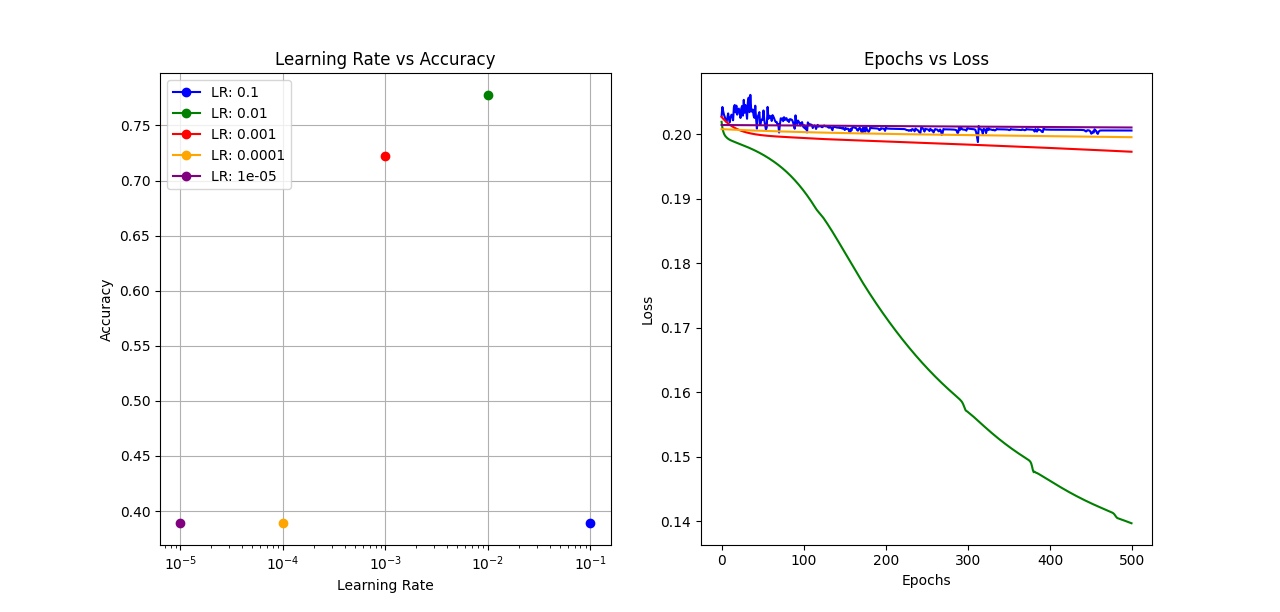 Learning Rate vs Accuracy
LR: 0.1
LR: 0.01
LR: 0.001
LR: 0.0001
LR: 1e-05
0.75
0.70
0.65
0.60
0.55
0.50
0.45
0.40
Accuracy
10⁻⁵ 10⁻⁴ 10⁻³ 10⁻² 10⁻¹
Learning Rate
Epochs vs Loss
0.20
0.19
0.18
0.17
0.16
0.15
0.14
Loss
0 100 200 300 400 500
Epochs